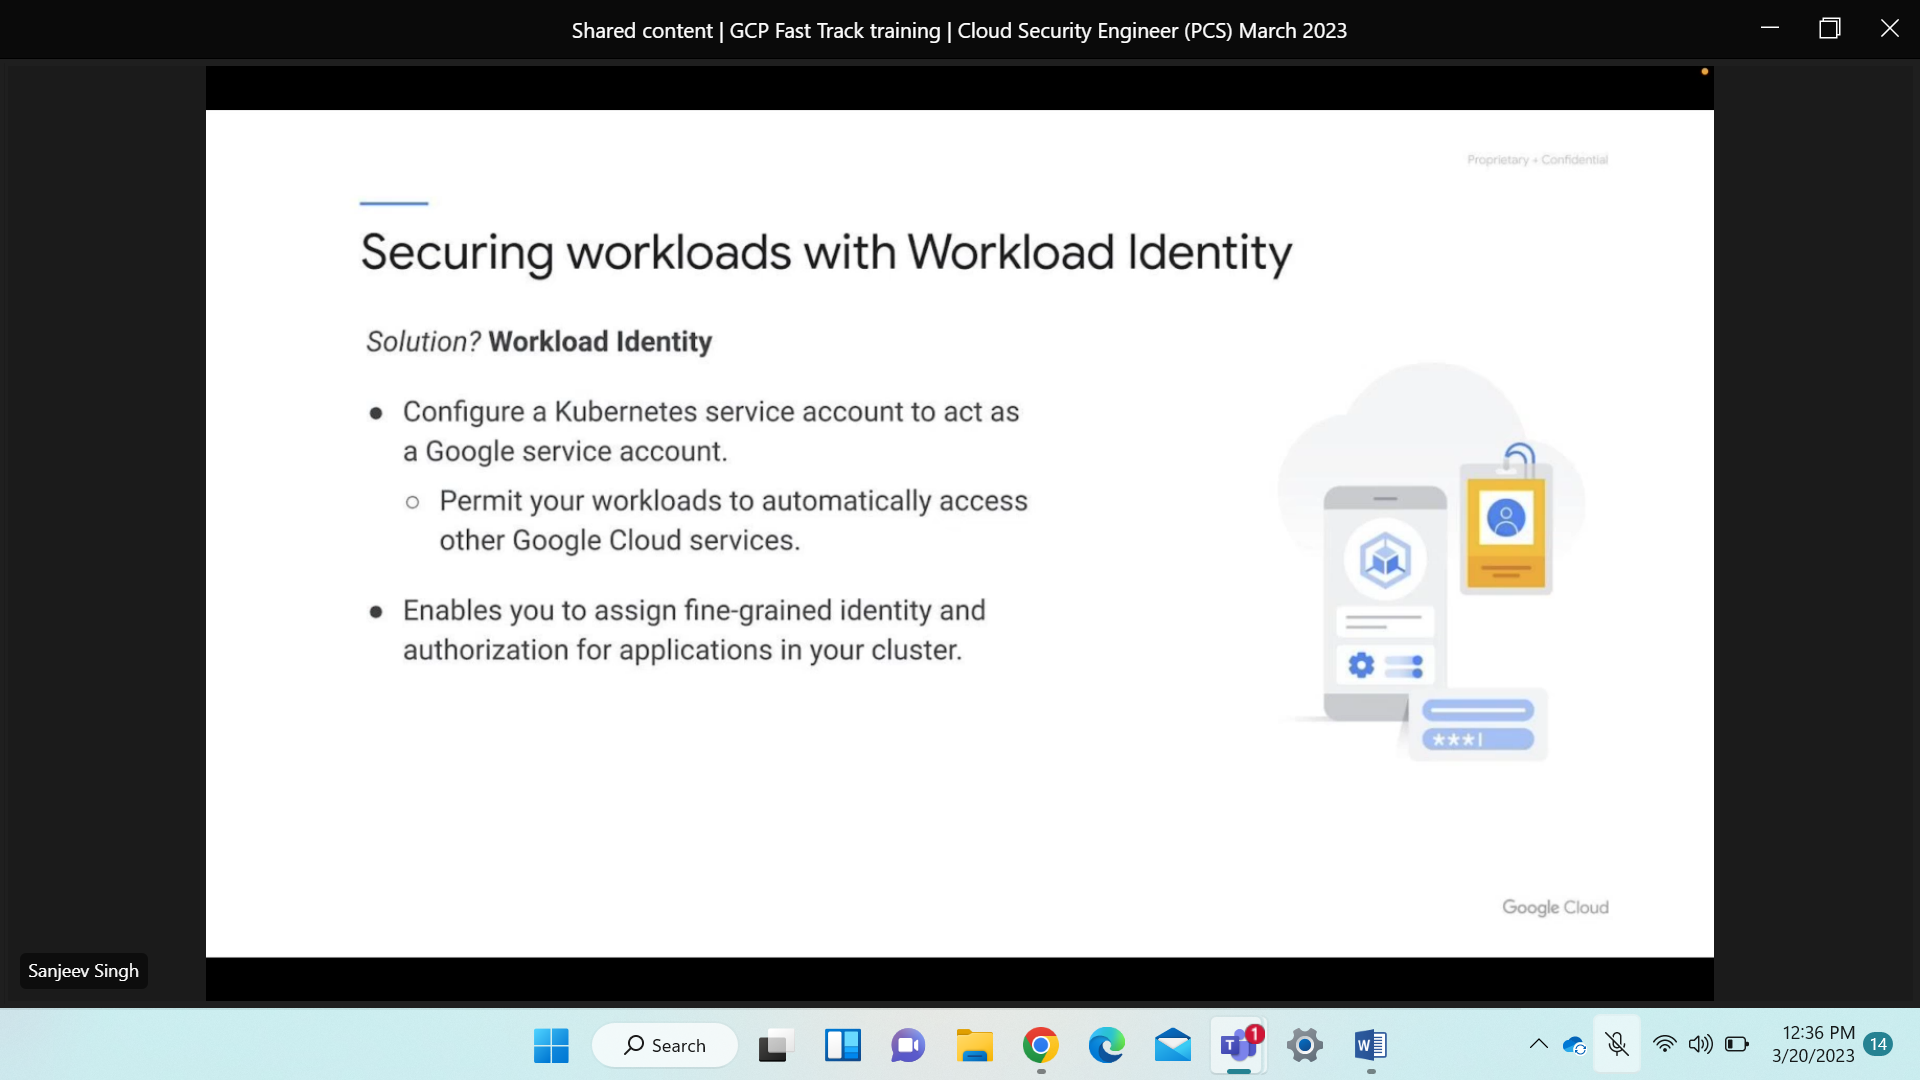 Shared content | GCP Fast Track training | Cloud Security Engineer (PCS) March 2023
Proprietary + Confidential
Securing workloads with Workload Identity
Solution? Workload Identity
● Configure a Kubernetes service account to act as
a Google service account.
○ Permit your workloads to automatically access
other Google Cloud services.
● Enables you to assign fine-grained identity and
authorization for applications in your cluster.
***|
Google Cloud
Sanjeev Singh
Search
T
1
W
12:36 PM
3/20/2023
14